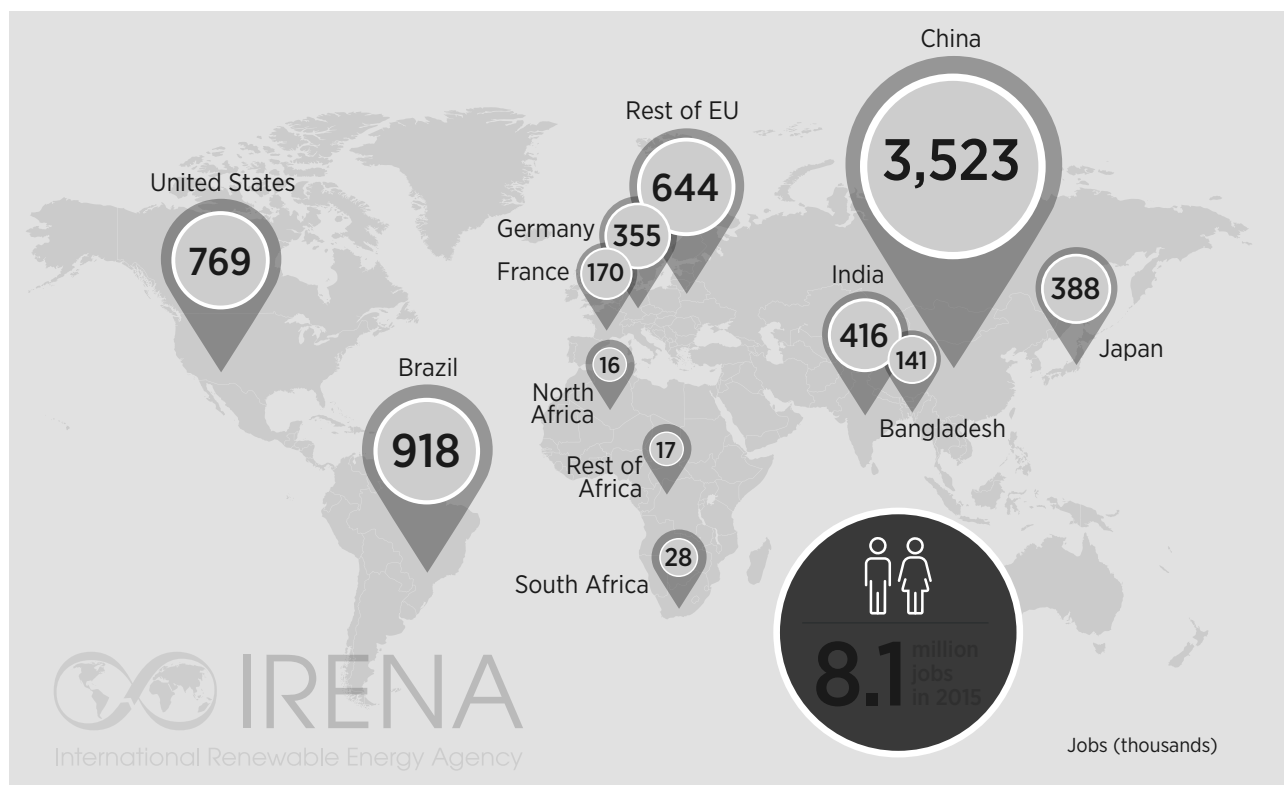 China
3,523
Rest of EU
644
United States
769
Germany
355
France
170
India
416
141
Bangladesh
388
Japan
Brazil
918
16
North
Africa
17
Rest of
Africa
28
South Africa
8.1
million
jobs
in 2015
IRENA
International Renewable Energy Agency
Jobs (thousands)